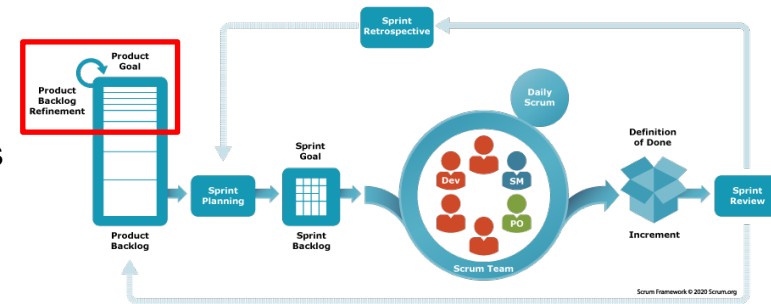 Sprint
Retrospective
Product
Goal
Product
Backlog
Refinement
Daily
Scrum
Sprint
Goal
Definition
of Done
s
Dev
SM
Sprint
Planning
Sprint
Review
PO
Product
Backlog
Sprint
Backlog
Increment
Scrum Team
Scrum Framework © 2020 Scrum.org